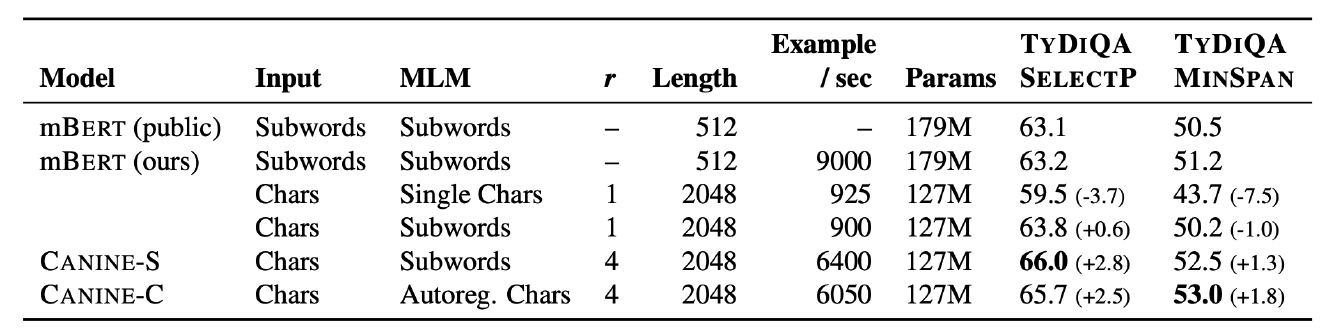 Example TYDIQA TYDIQA
Model Input MLM r Length / sec Params SELECTP MINSPAN
mBERT (public) Subwords Subwords – 512 – 179M 63.1 50.5
mBERT (ours) Subwords Subwords – 512 9000 179M 63.2 51.2
Chars Single Chars 1 2048 925 127M 59.5 (-3.7) 43.7 (-7.5)
Chars Subwords 1 2048 900 127M 63.8 (+0.6) 50.2 (-1.0)
CANINE-S Chars Subwords 4 2048 6400 127M 66.0 (+2.8) 52.5 (+1.3)
CANINE-C Chars Autoreg. Chars 4 2048 6050 127M 65.7 (+2.5) 53.0 (+1.8)